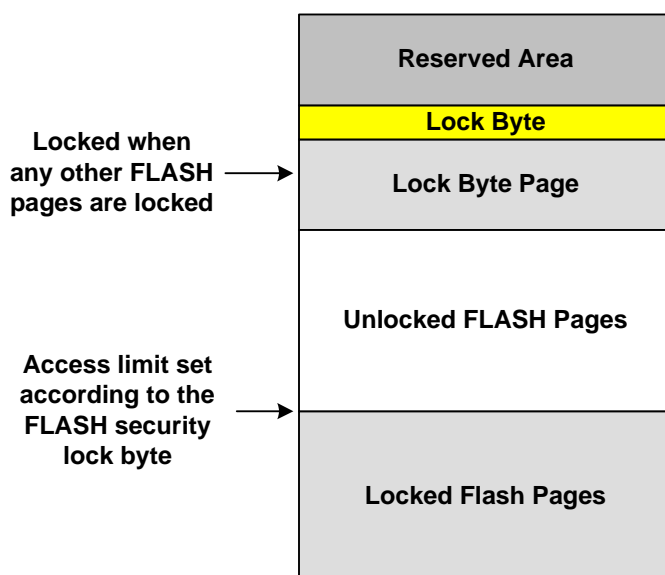 Reserved Area
Lock Byte
Locked when
any other FLASH
pages are locked
Lock Byte Page
Unlocked FLASH Pages
Access limit set
according to the
FLASH security
lock byte
Locked Flash Pages